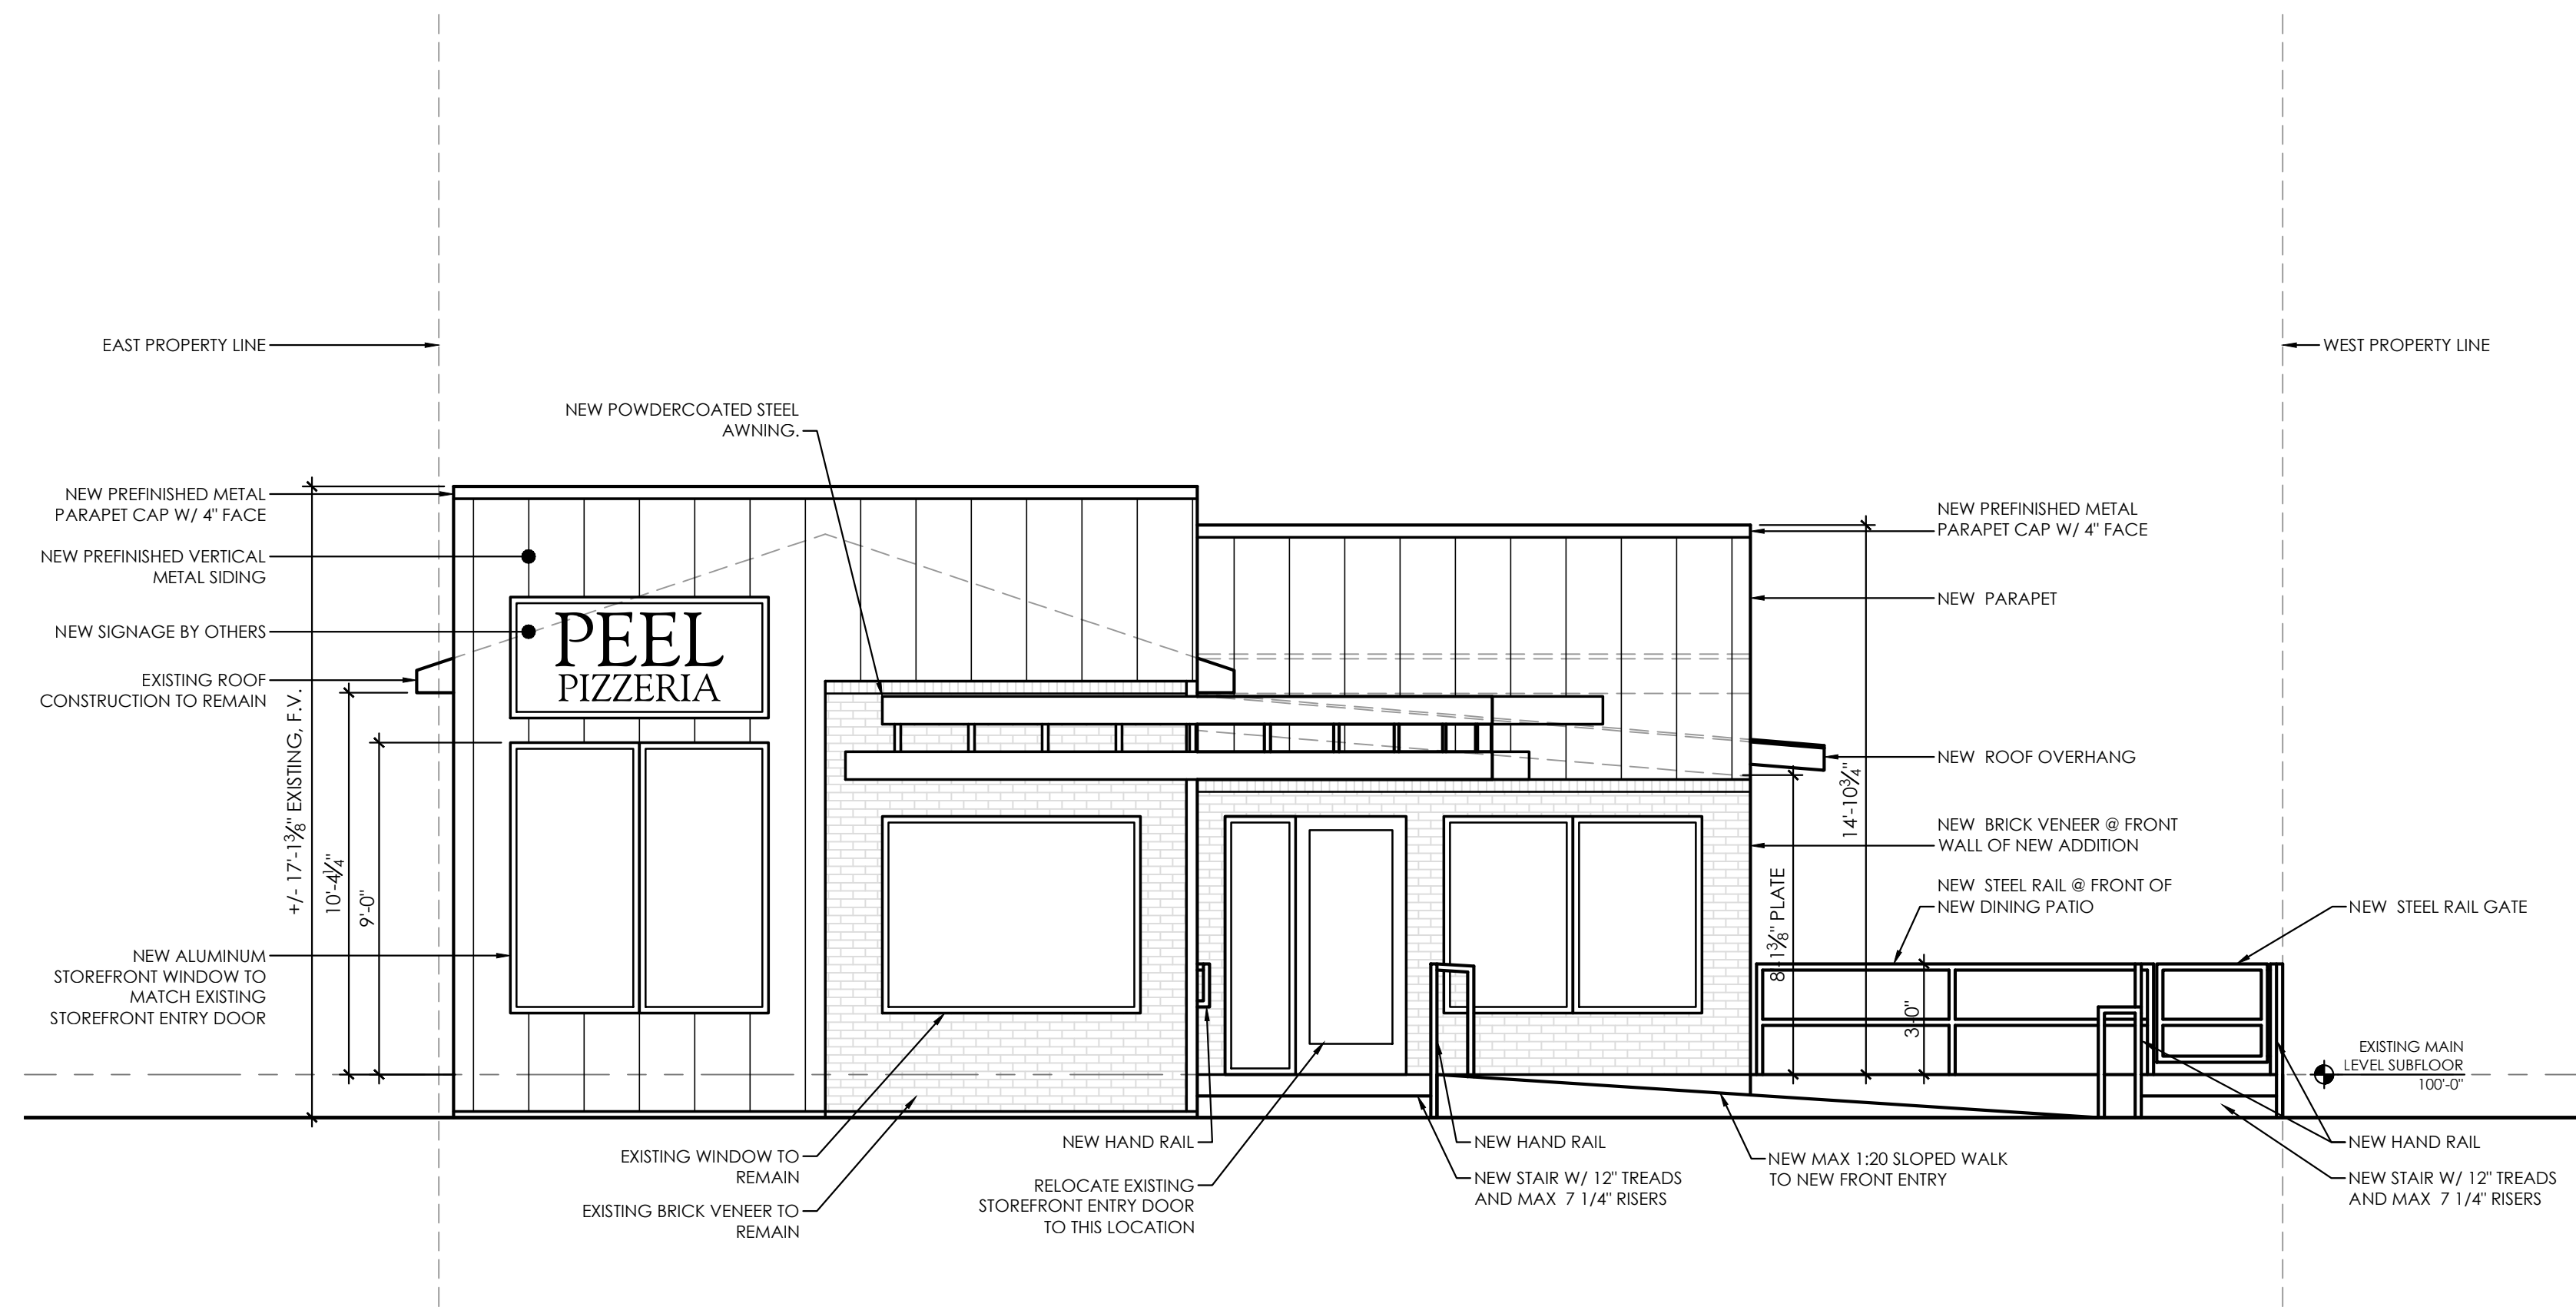 EAST PROPERTY LINE
WEST PROPERTY LINE
NEW POWDERCOATED STEEL
AWNING.
NEW PREFINISHED METAL
PARAPET CAP W/ 4" FACE
NEW PREFINISHED VERTICAL
METAL SIDING
NEW SIGNAGE BY OTHERS
EXISTING ROOF
CONSTRUCTION TO REMAIN
+/- 17'-1⅜" EXISTING, F.V.
10'-4¼"
9'-0"
NEW ALUMINUM
STOREFRONT WINDOW TO
MATCH EXISTING
STOREFRONT ENTRY DOOR
PEEL
PIZZERIA
NEW PREFINISHED METAL
PARAPET CAP W/ 4" FACE
NEW PARAPET
NEW ROOF OVERHANG
14'-10¾"
NEW BRICK VENEER @ FRONT
WALL OF NEW ADDITION
8'-1⅜" PLATE
NEW STEEL RAIL @ FRONT OF
NEW DINING PATIO
NEW STEEL RAIL GATE
3'-0"
EXISTING MAIN
LEVEL SUBFLOOR
100'-0"
EXISTING WINDOW TO
REMAIN
EXISTING BRICK VENEER TO
REMAIN
NEW HAND RAIL
RELOCATE EXISTING
STOREFRONT ENTRY DOOR
TO THIS LOCATION
NEW HAND RAIL
NEW STAIR W/ 12" TREADS
AND MAX 7 1/4" RISERS
NEW MAX 1:20 SLOPED WALK
TO NEW FRONT ENTRY
NEW HAND RAIL
NEW STAIR W/ 12" TREADS
AND MAX 7 1/4" RISERS